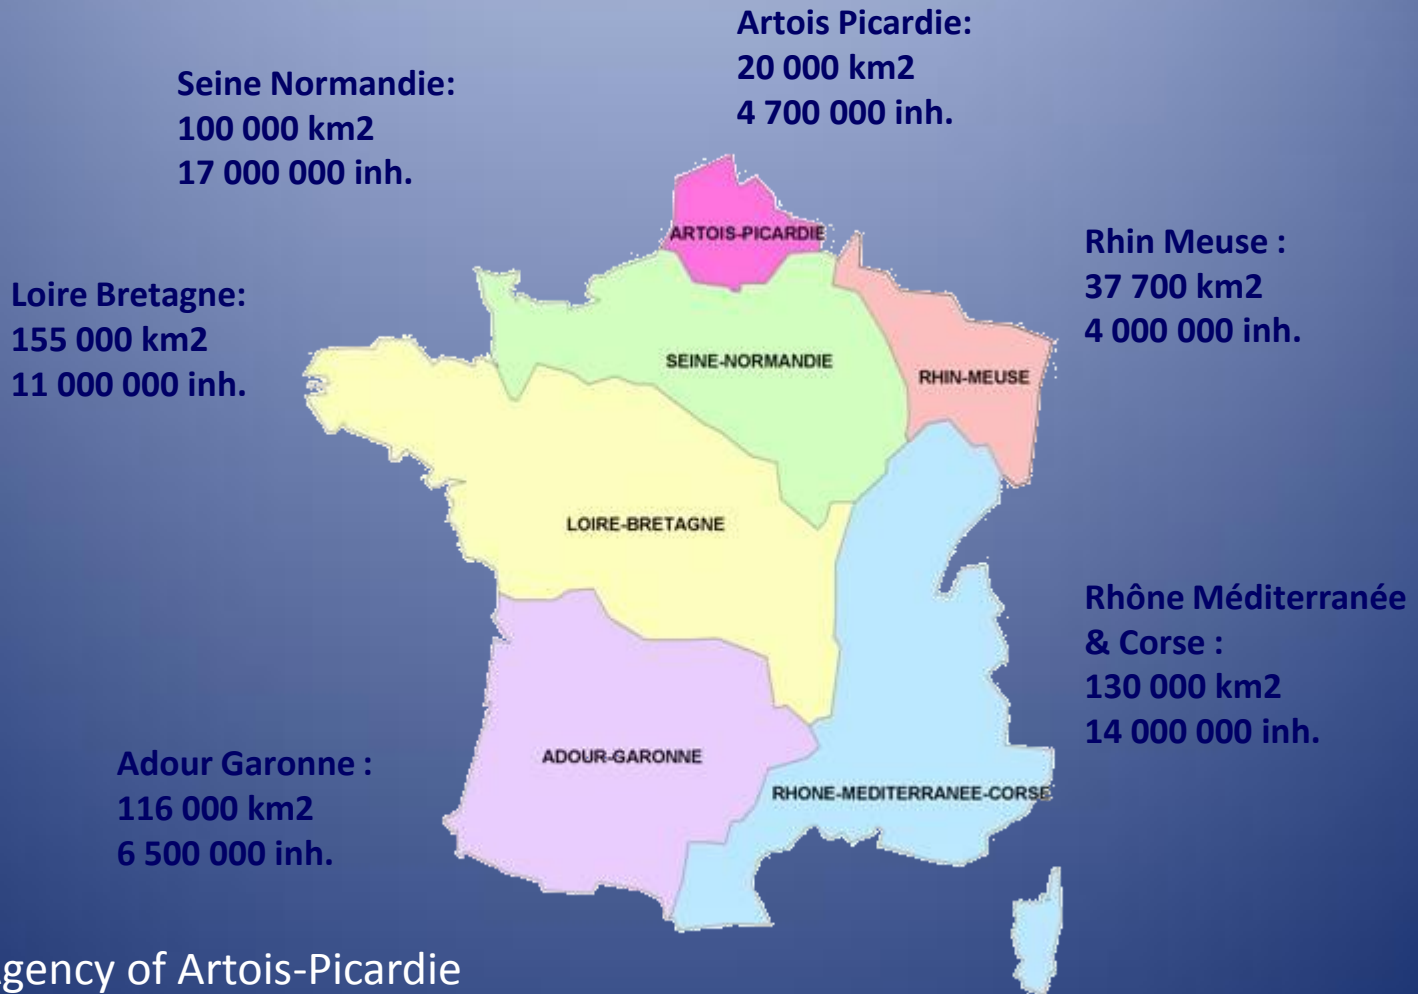 Artois Picardie:
20 000 km2
4 700 000 inh.
Seine Normandie:
100 000 km2
17 000 000 inh.
Rhin Meuse :
37 700 km2
4 000 000 inh.
Loire Bretagne:
155 000 km2
11 000 000 inh.
ARTOIS-PICARDIE
SEINE-NORMANDIE
RHIN-MEUSE
LOIRE-BRETAGNE
Rhône Méditerranée
& Corse :
130 000 km2
14 000 000 inh.
Adour Garonne :
116 000 km2
6 500 000 inh.
ADOUR-GARONNE
RHONE-MEDITERRANEE-CORSE
of Artois-Picardie